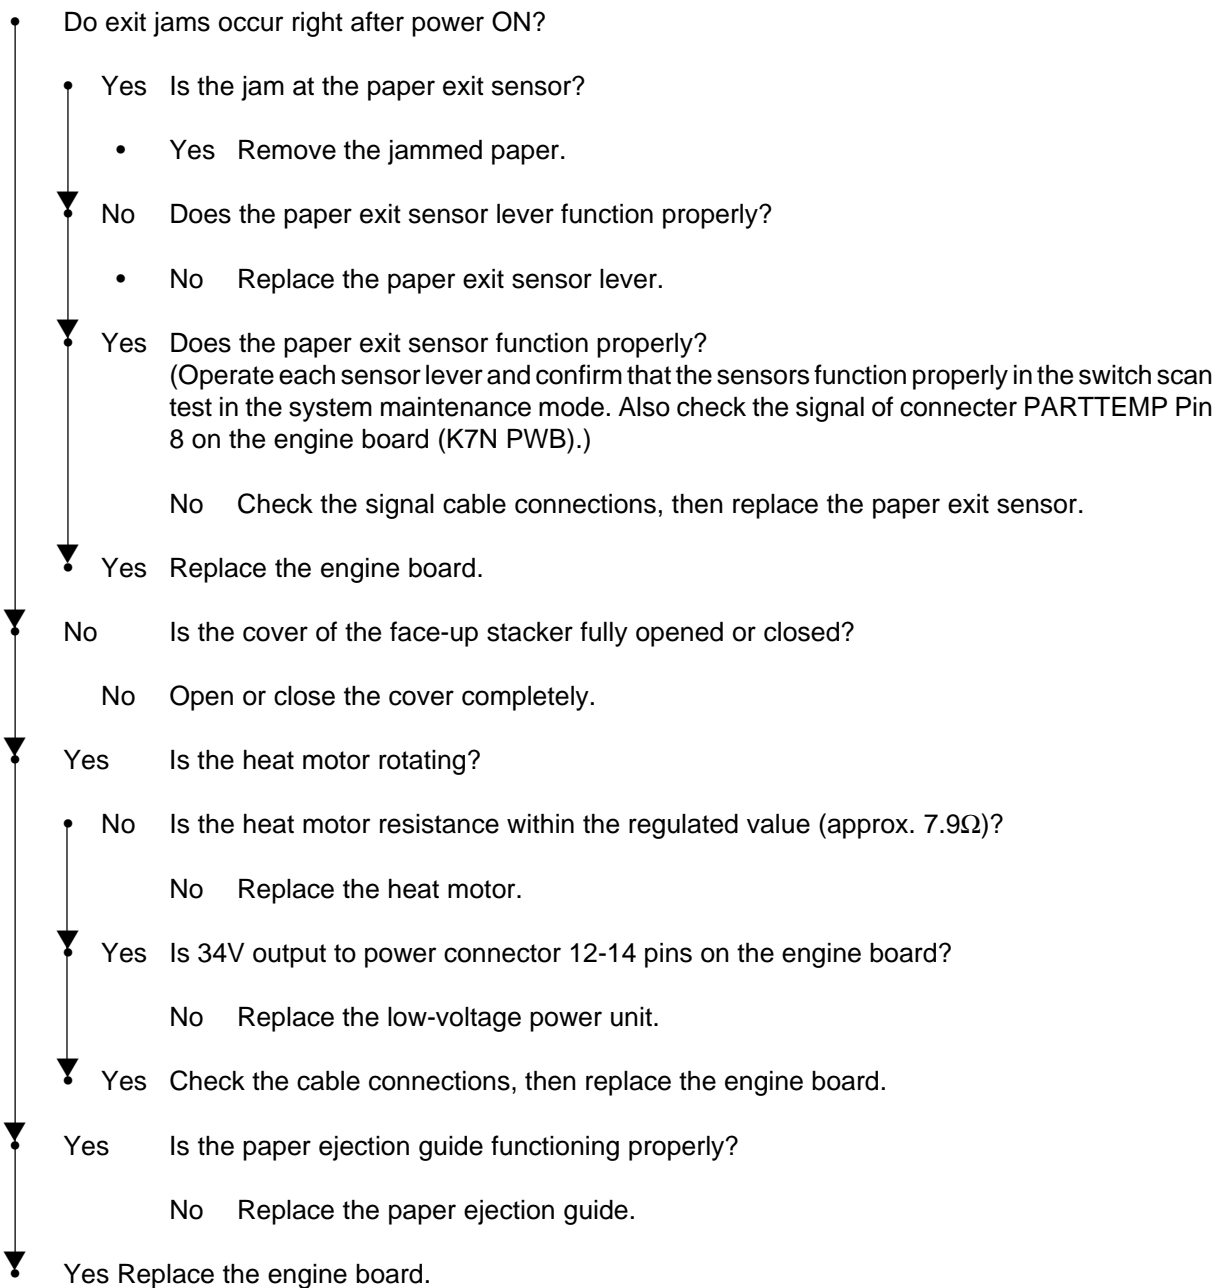 Do exit jams occur right after power ON?
• Yes Is the jam at the paper exit sensor?
• Yes Remove the jammed paper.
No Does the paper exit sensor lever function properly?
• No Replace the paper exit sensor lever.
Yes Does the paper exit sensor function properly?
(Operate each sensor lever and confirm that the sensors function properly in the switch scan
test in the system maintenance mode. Also check the signal of connecter PARTTEMP Pin
8 on the engine board (K7N PWB).)
No Check the signal cable connections, then replace the paper exit sensor.
Yes Replace the engine board.
No Is the cover of the face-up stacker fully opened or closed?
No Open or close the cover completely.
Yes Is the heat motor rotating?
• No Is the heat motor resistance within the regulated value (approx. 7.9Ω)?
No Replace the heat motor.
Yes Is 34V output to power connector 12-14 pins on the engine board?
No Replace the low-voltage power unit.
Yes Check the cable connections, then replace the engine board.
Yes Is the paper ejection guide functioning properly?
No Replace the paper ejection guide.
Yes Replace the engine board.